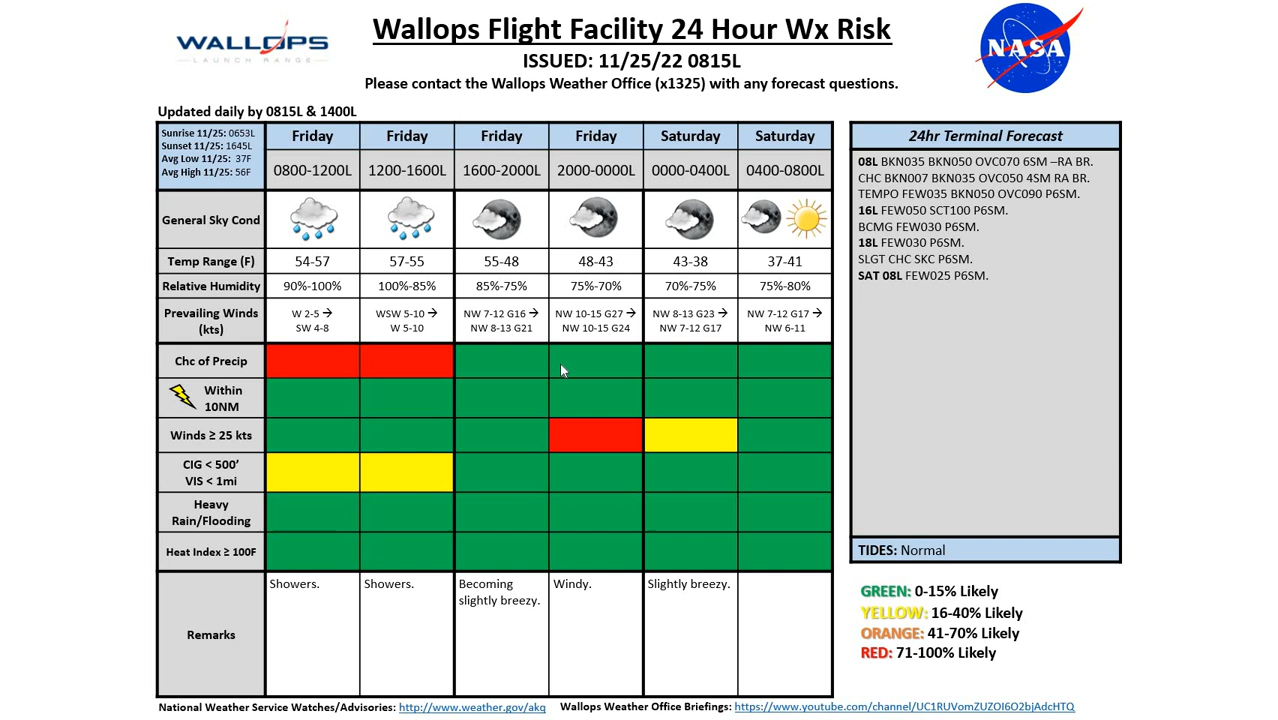 WALLOPS
LAUNCH RANGE
Wallops Flight Facility 24 Hour Wx Risk
ISSUED: 11/25/22 0815L
Please contact the Wallops Weather Office (x1325) with any forecast questions.
NASA
Updated daily by 0815L & 1400L
Sunrise 11/25: 0653L
Sunset 11/25: 1645L
Avg Low 11/25: 37F
Avg High 11/25: 56F
Friday Friday Friday Friday Saturday Saturday
0800-1200L 1200-1600L 1600-2000L 2000-0000L 0000-0400L 0400-0800L
General Sky Cond
Temp Range (F) 54-57 57-55 55-48 48-43 43-38 37-41
Relative Humidity 90%-100% 100%-85% 85%-75% 75%-70% 70%-75% 75%-80%
Prevailing Winds W 2-5 → WSW 5-10 → NW 7-12 G16 → NW 10-15 G27 → NW 8-13 G23 → NW 7-12 G17 →
(kts) SW 4-8 W 5-10 NW 8-13 G21 NW 10-15 G24 NW 7-12 G17 NW 6-11
Chc of Precip
Within
10NM
Winds ≥ 25 kts
CIG < 500'
VIS < 1mi
Heavy
Rain/Flooding
Heat Index ≥ 100F
Remarks
Showers. Showers. Becoming Windy. Slightly breezy.
slightly breezy.
24hr Terminal Forecast
08L BKN035 BKN050 OVC070 6SM –RA BR.
CHC BKN007 BKN035 OVC050 4SM RA BR.
TEMPO FEW035 BKN050 OVC090 P6SM.
16L FEW050 SCT100 P6SM.
BCMG FEW030 P6SM.
18L FEW030 P6SM.
SLGT CHC SKC P6SM.
SAT 08L FEW025 P6SM.
TIDES: Normal
GREEN: 0-15% Likely
YELLOW: 16-40% Likely
ORANGE: 41-70% Likely
RED: 71-100% Likely
National Weather Service Watches/Advisories: http://www.weather.gov/akq Wallops Weather Office Briefings: https://www.youtube.com/channel/UC1RUVomZUZOI6O2bjAdcHTQ